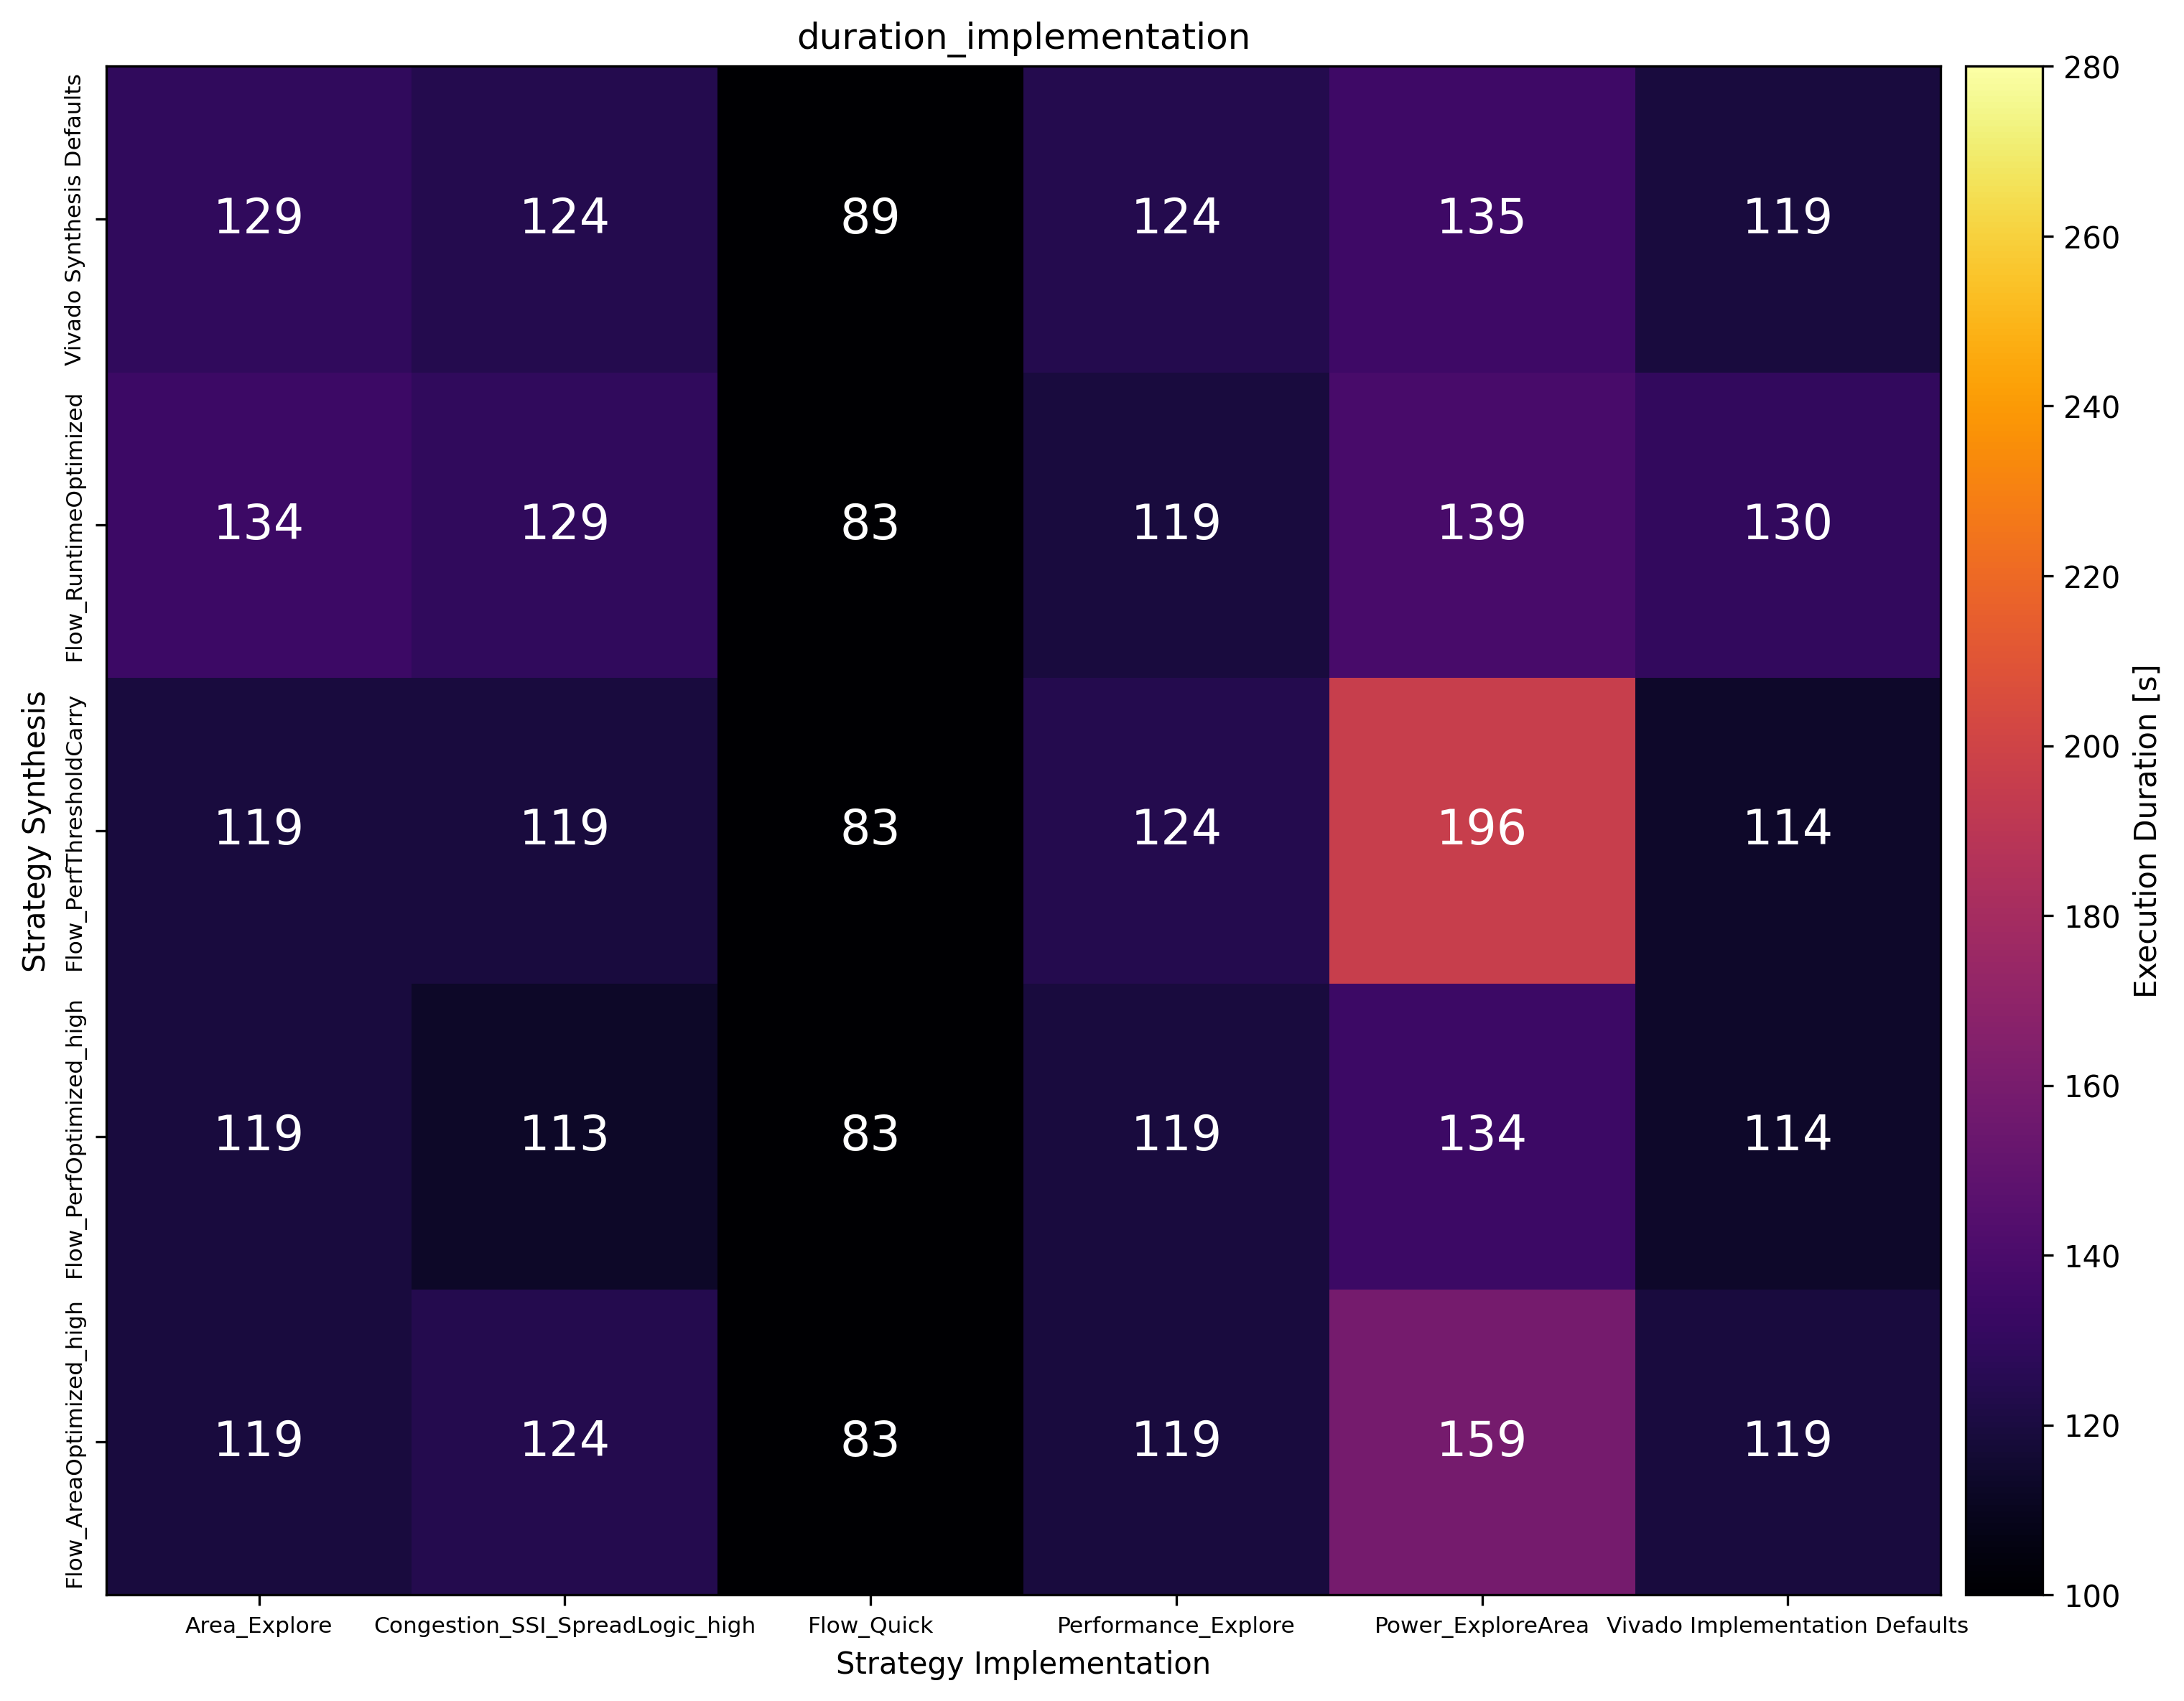 duration_implementation
Strategy Synthesis
Vivado Synthesis Defaults
129 124 89 124 135 119
Flow_RuntimeOptimized
134 129 83 119 139 130
Flow_PerfThresholdCarry
119 119 83 124 196 114
Flow_PerfOptimized_high
119 113 83 119 134 114
Flow_AreaOptimized_high
119 124 83 119 159 119
Area_Explore Congestion_SSI_SpreadLogic_high Flow_Quick Performance_Explore Power_ExploreArea Vivado Implementation Defaults
Strategy Implementation
280
260
240
220
200
180
160
140
120
100
Execution Duration [s]